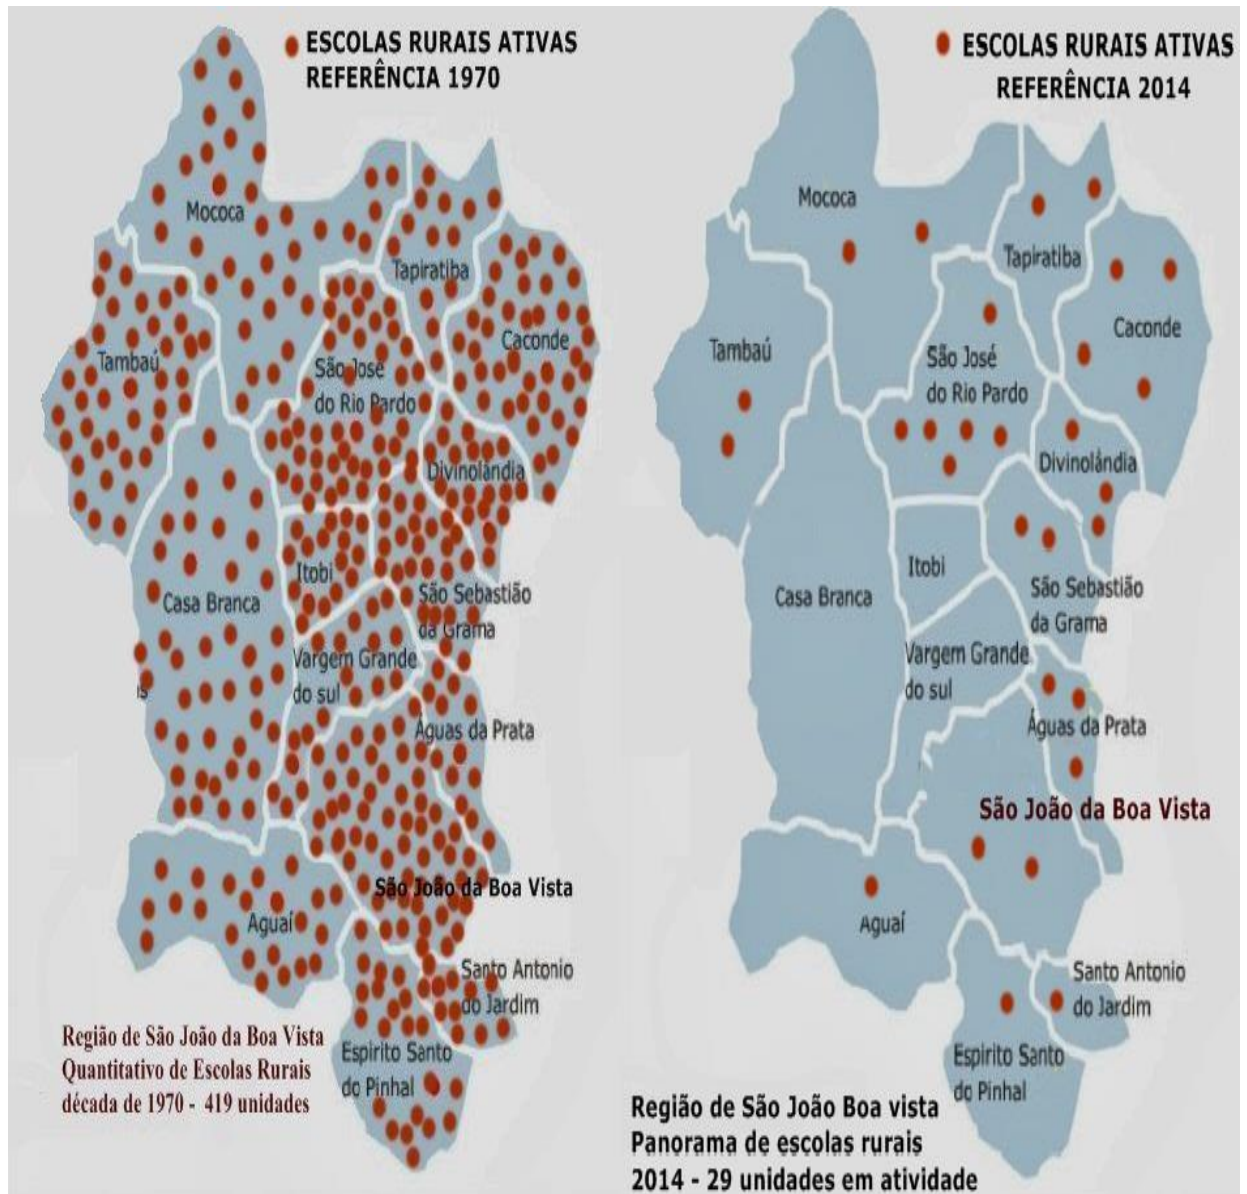 ESCOLAS RURAIS ATIVAS
REFERÊNCIA 1970
Mococa
Tapiratiba
Caconde
Tambaú
São José
do Rio Pardo
Divinolândia
Itobi
Casa Branca
São Sebastião
da Grama
Vargem Grande
do sul
is
Águas da Prata
São João da Boa Vista
Aguaí
Santo Antonio
do Jardim
Espirito Santo
do Pinhal
Região de São João da Boa Vista
Quantitativo de Escolas Rurais
década de 1970 - 419 unidades
ESCOLAS RURAIS ATIVAS
REFERÊNCIA 2014
Mococa
Tapiratiba
Caconde
Tambaú
São José
do Rio Pardo
Divinolândia
Itobi
Casa Branca
São Sebastião
da Grama
Vargem Grande
do sul
Águas da Prata
São João da Boa Vista
Aguaí
Santo Antonio
do Jardim
Espirito Santo
do Pinhal
Região de São João Boa vista
Panorama de escolas rurais
2014 - 29 unidades em atividade